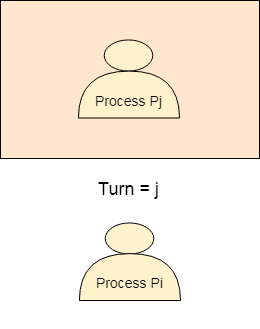 Process Pj
Turn = j
Process Pi